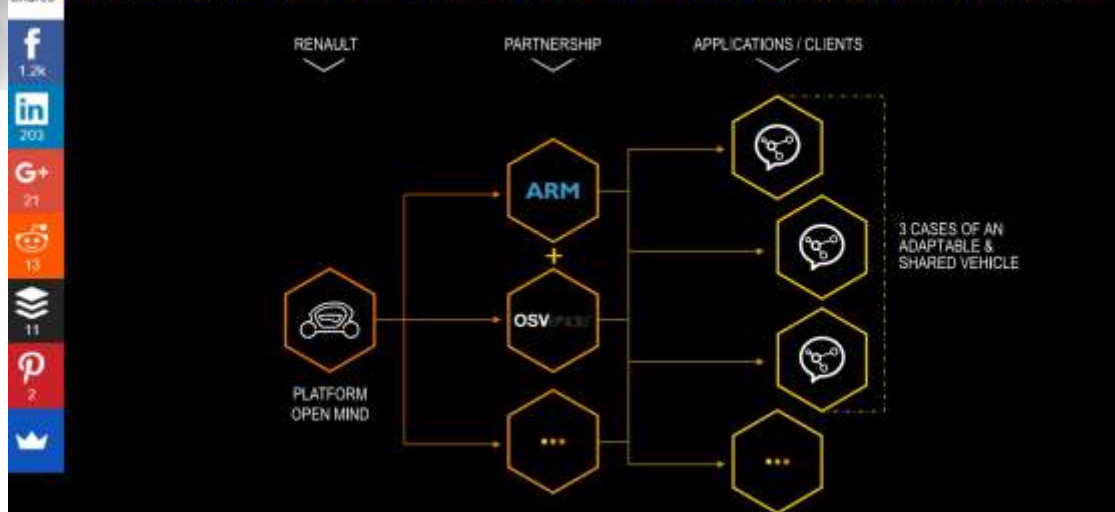 1.2k
in
203
G+
21
13
11
2
RENAULT
PARTNERSHIP
APPLICATIONS / CLIENTS
ARM
+
OSV
PLATFORM
OPEN MIND
...
3 CASES OF AN
ADAPTABLE &
SHARED VEHICLE
...